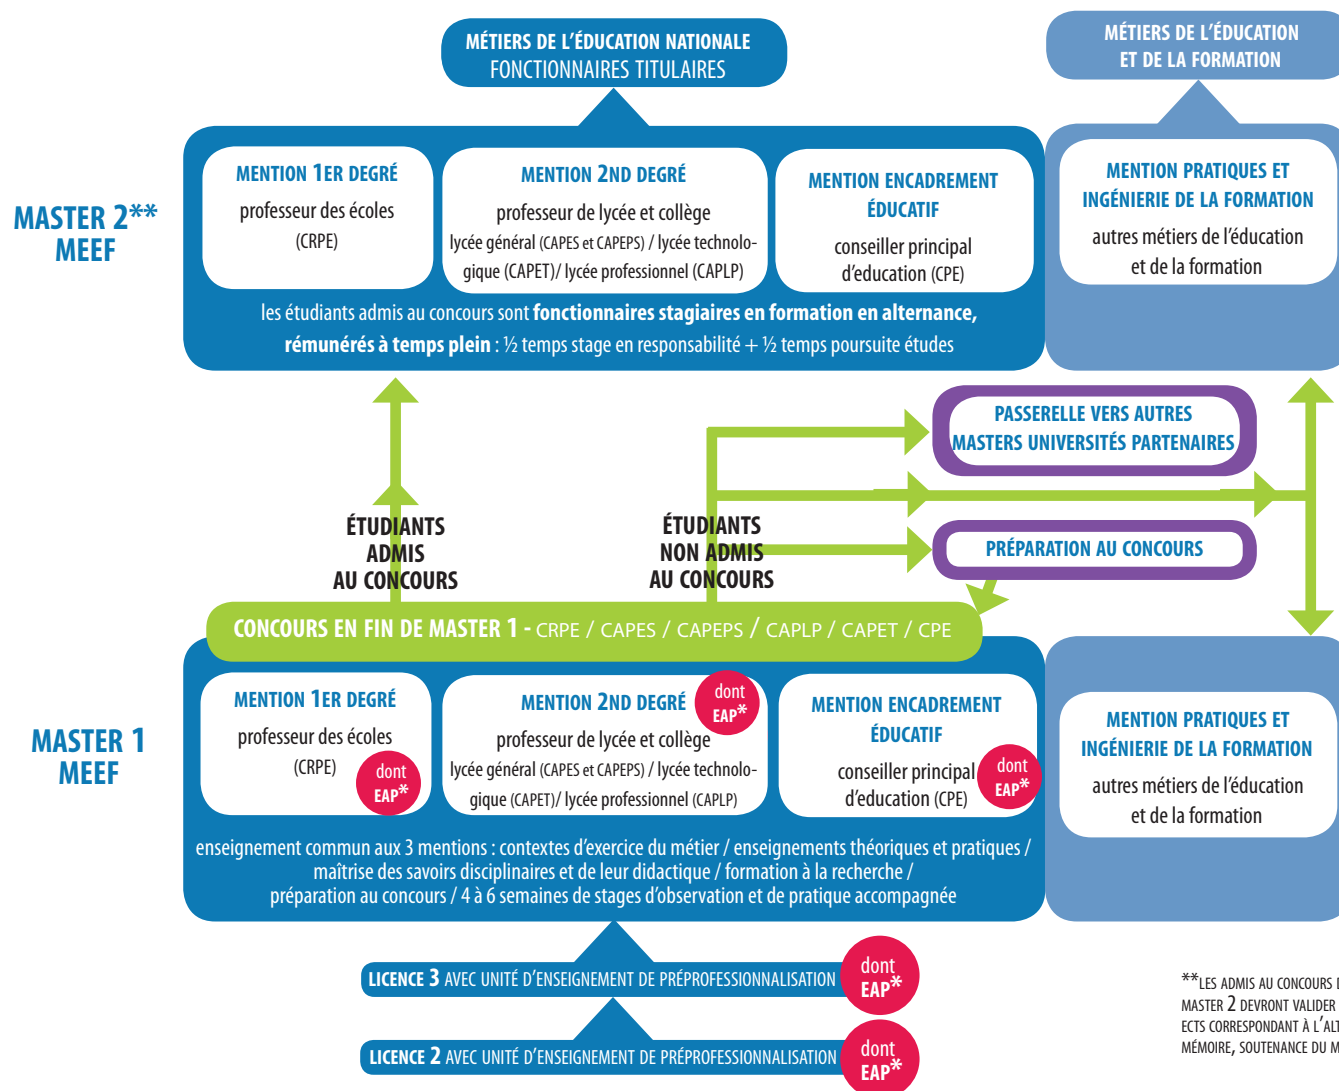 MÉTIERS DE L'ÉDUCATION NATIONALE
FONCTIONNAIRES TITULAIRES
MÉTIERS DE L'ÉDUCATION
ET DE LA FORMATION
MASTER 2**
MEEF
MENTION 1ER DEGRÉ
professeur des écoles
(CRPE)
MENTION 2ND DEGRÉ
professeur de lycée et collège
lycée général (CAPES et CAPEPS) / lycée technolo-
gique (CAPET)/ lycée professionnel (CAPLP)
MENTION ENCADREMENT
ÉDUCATIF
conseiller principal
d'education (CPE)
MENTION PRATIQUES ET
INGÉNIERIE DE LA FORMATION
autres métiers de l'éducation
et de la formation
les étudiants admis au concours sont fonctionnaires stagiaires en formation en alternance,
rémunérés à temps plein : ½ temps stage en responsabilité + ½ temps poursuite études
PASSERELLE VERS AUTRES
MASTERS UNIVERSITÉS PARTENAIRES
ÉTUDIANTS
ADMIS
AU CONCOURS
ÉTUDIANTS
NON ADMIS
AU CONCOURS
PRÉPARATION AU CONCOURS
CONCOURS EN FIN DE MASTER 1 - CRPE / CAPES / CAPEPS / CAPLP / CAPET / CPE
MASTER 1
MEEF
MENTION 1ER DEGRÉ
professeur des écoles
(CRPE)
dont
EAP*
MENTION 2ND DEGRÉ
dont
EAP*
professeur de lycée et collège
lycée général (CAPES et CAPEPS) / lycée technolo-
gique (CAPET)/ lycée professionnel (CAPLP)
MENTION ENCADREMENT
ÉDUCATIF
conseiller principal
d'education (CPE)
dont
EAP*
MENTION PRATIQUES ET
INGÉNIERIE DE LA FORMATION
autres métiers de l'éducation
et de la formation
enseignement commun aux 3 mentions : contextes d'exercice du métier / enseignements théoriques et pratiques /
maîtrise des savoirs disciplinaires et de leur didactique / formation à la recherche /
préparation au concours / 4 à 6 semaines de stages d'observation et de pratique accompagnée
LICENCE 3 AVEC UNITÉ D'ENSEIGNEMENT DE PRÉPROFESSIONNALISATION
dont
EAP*
LICENCE 2 AVEC UNITÉ D'ENSEIGNEMENT DE PRÉPROFESSIONNALISATION
dont
EAP*
**LES ADMIS AU CONCOURS
MASTER 2 DEVRONT VALIDER
ECTS CORRESPONDANT À
MÉMOIRE, SOUTENANCE DU